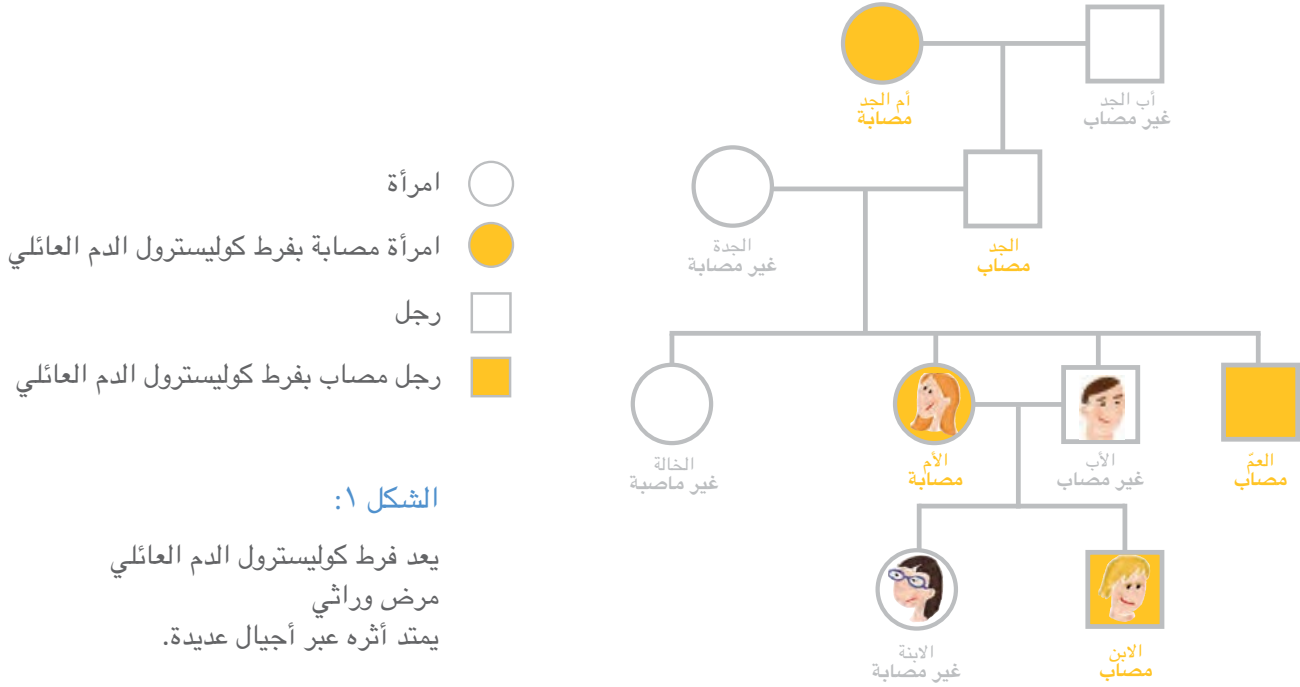 أم الجد
مصابة
أب الجد
غير مصاب
الجدة
غير مصابة
الجد
مصاب
الخالة
غير ماصبة
الأم
مصابة
الأب
غير مصاب
العمّ
مصاب
الابنة
غير مصابة
الابن
مصاب
امرأة
امرأة مصابة بفرط كوليسترول الدم العائلي
رجل
رجل مصاب بفرط كوليسترول الدم العائلي
الشكل ١:
يعد فرط كوليسترول الدم العائلي
مرض وراثي
يمتد أثره عبر أجيال عديدة.